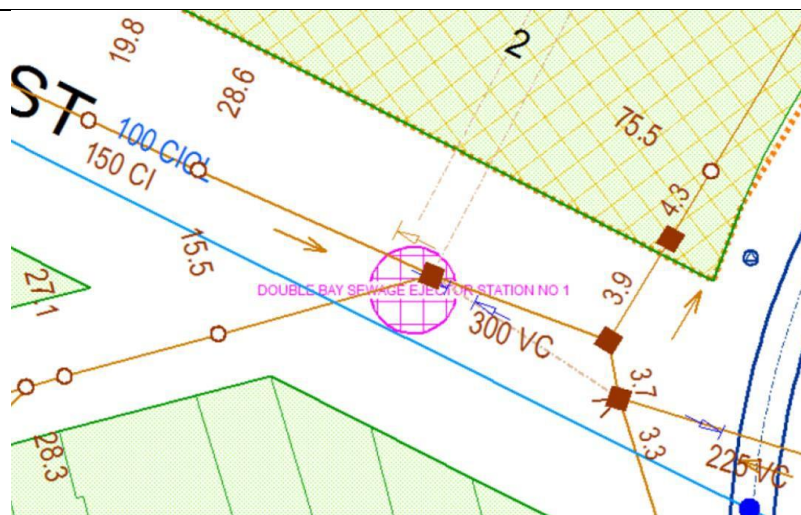 19.8
2
28.6
ST
100 CICL
150 CI
75.5
4.3
15.5
27.1
DOUBLE BAY SEWAGE EJECTOR STATION NO 1
3.9
300 VC
3.7
3.3
28.3
225 VC